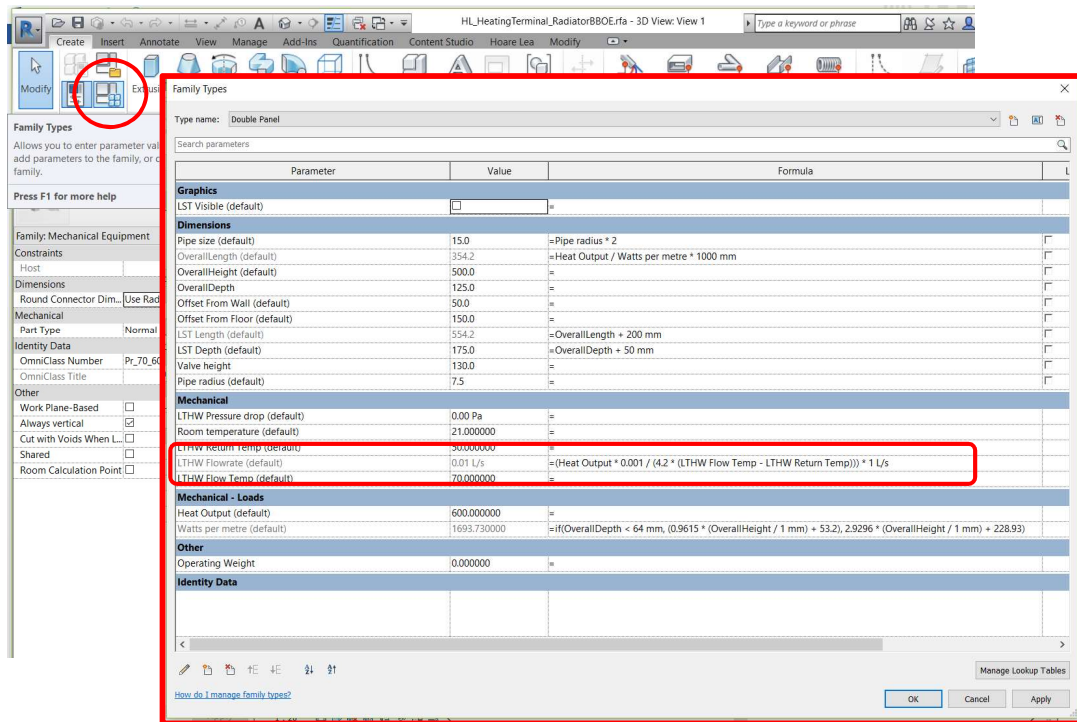 HL_HeatingTerminal_RadiatorBBOE.rfa - 3D View: View 1
Type a keyword or phrase
Create Insert Annotate View Manage Add-Ins Quantification Content Studio Hoare Lea Modify
Modify
Family Types
Allows you to enter parameter val
add parameters to the family, or
family.
Press F1 for more help
Family: Mechanical Equipment
Constraints
Host
Dimensions
Round Connector Dim... Use Rad
Mechanical
Part Type Normal
Identity Data
OmniClass Number Pr_70_60
OmniClass Title
Other
Work Plane-Based
Always vertical
Cut with Voids When L...
Shared
Room Calculation Point
Family Types
Type name: Double Panel
Search parameters
Parameter Value Formula L
Graphics
LST Visible (default) =
Dimensions
Pipe size (default) 15.0 =Pipe radius * 2
OverallLength (default) 354.2 =Heat Output / Watts per metre * 1000 mm
OverallHeight (default) 500.0 =
OverallDepth 125.0 =
Offset From Wall (default) 50.0 =
Offset From Floor (default) 150.0 =
LST Length (default) 554.2 =OverallLength + 200 mm
LST Depth (default) 175.0 =OverallDepth + 50 mm
Valve height 130.0 =
Pipe radius (default) 7.5 =
Mechanical
LTHW Pressure drop (default) 0.00 Pa =
Room temperature (default) 21.000000 =
LTHW Return Temp (default) 50.000000 =
LTHW Flowrate (default) 0.01 L/s =(Heat Output * 0.001 / (4.2 * (LTHW Flow Temp - LTHW Return Temp))) * 1 L/s
LTHW Flow Temp (default) 70.000000 =
Mechanical - Loads
Heat Output (default) 600.000000 =
Watts per metre (default) 1693.730000 =if(OverallDepth < 64 mm, (0.9615 * (OverallHeight / 1 mm) + 53.2), 2.9296 * (OverallHeight / 1 mm) + 228.93)
Other
Operating Weight 0.000000 =
Identity Data
Manage Lookup Tables
How do I manage family types?
OK Cancel Apply